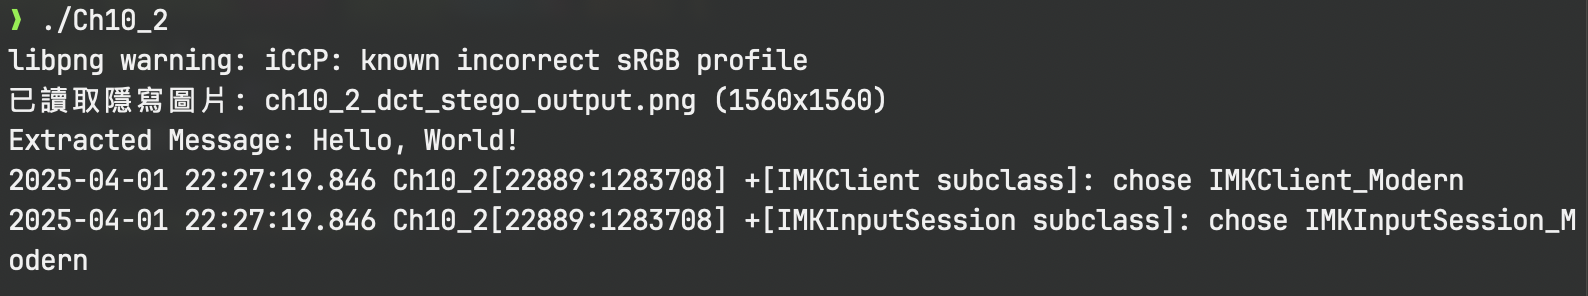 ❯ ./Ch10_2
libpng warning: iCCP: known incorrect sRGB profile
已讀取隱寫圖片: ch10_2_dct_stego_output.png (1560x1560)
Extracted Message: Hello, World!
2025-04-01 22:27:19.846 Ch10_2[22889:1283708] +[IMKClient subclass]: chose IMKClient_Modern
2025-04-01 22:27:19.846 Ch10_2[22889:1283708] +[IMKInputSession subclass]: chose IMKInputSession_M
odern